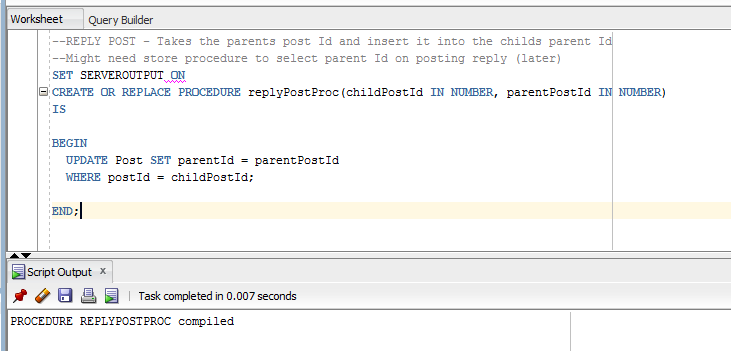 Worksheet Query Builder
--REPLY POST - Takes the parents post Id and insert it into the childs parent Id
--Might need store procedure to select parent Id on posting reply (later)
SET SERVEROUTPUT ON
CREATE OR REPLACE PROCEDURE replyPostProc(childPostId IN NUMBER, parentPostId IN NUMBER)
IS
BEGIN
UPDATE Post SET parentId = parentPostId
WHERE postId = childPostId;
END;
Script Output x
Task completed in 0.007 seconds
PROCEDURE REPLYPOSTPROC compiled